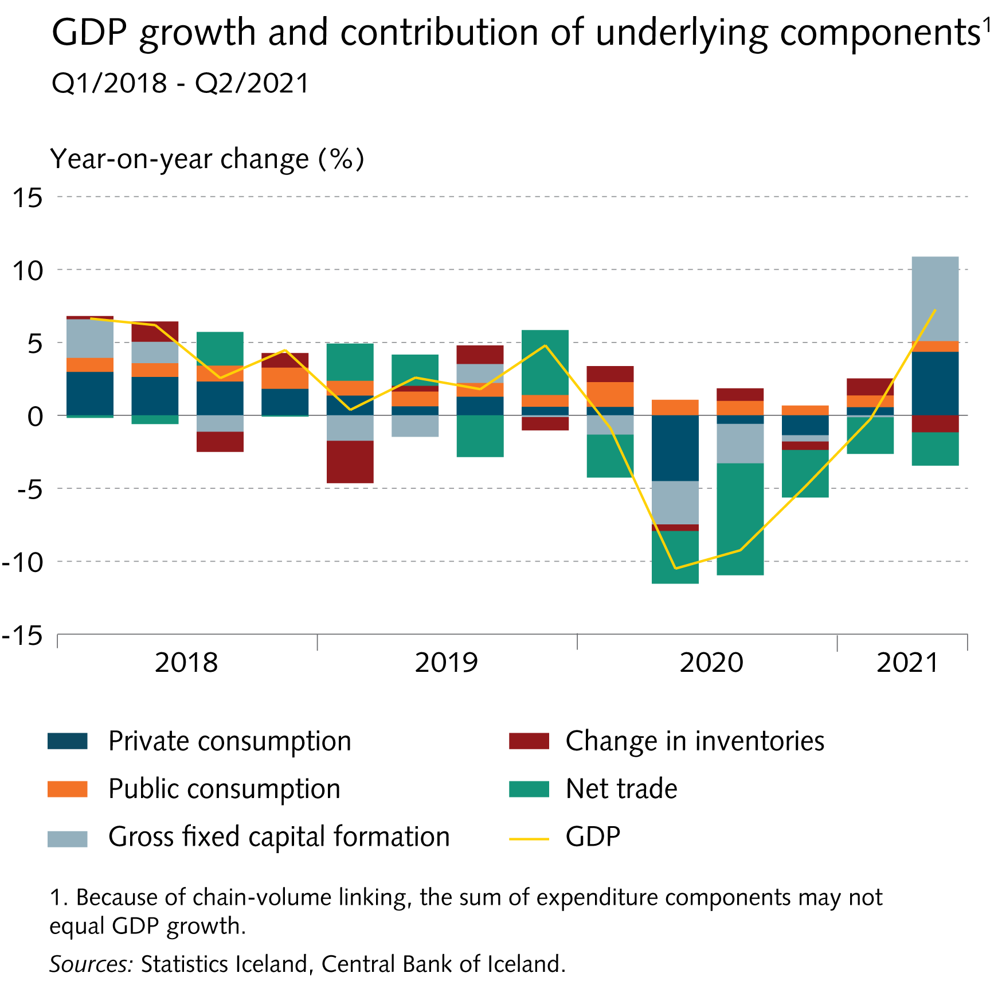 GDP growth and contribution of underlying components¹
Q1/2018 - Q2/2021
Year-on-year change (%)
15
10
5
0
-5
-10
-15
2018 2019 2020 2021
Private consumption
Change in inventories
Public consumption
Net trade
Gross fixed capital formation
GDP
1. Because of chain-volume linking, the sum of expenditure components may not
equal GDP growth.
Sources: Statistics Iceland, Central Bank of Iceland.